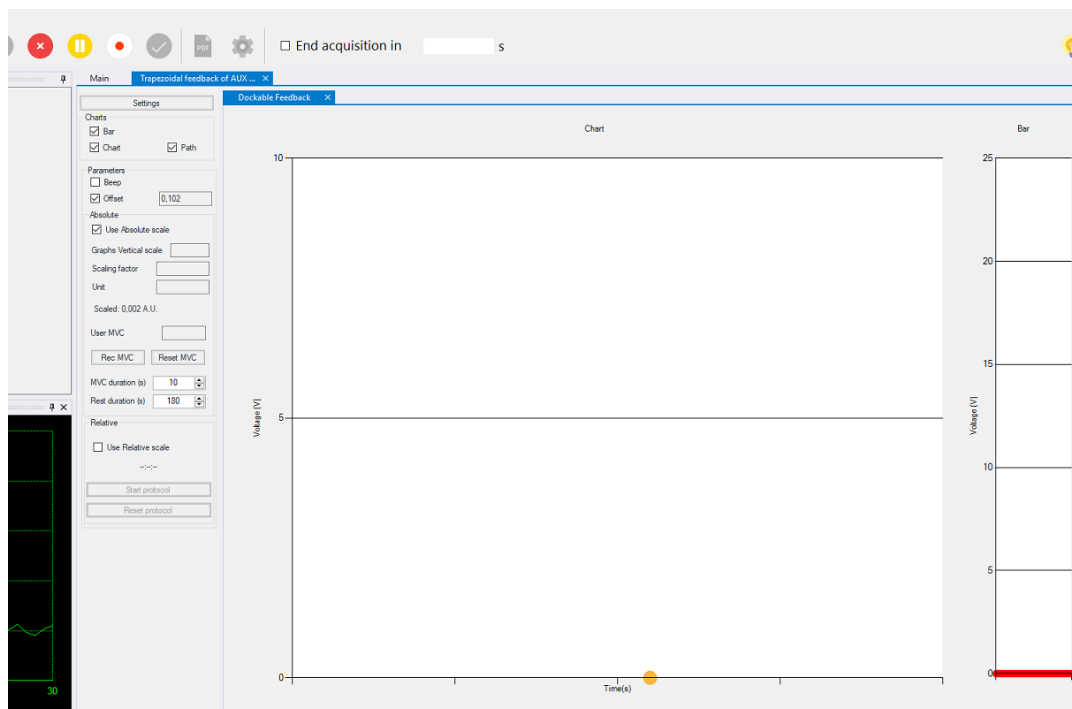 PDF
End acquisition in s
Main
Trapezoidal feedback of AUX ...
Settings
Dockable Feedback
Charts
Bar
Chart
Path
Parameters
Beep
Offset
0,102
Absolute
Use Absolute scale
Graphs Vertical scale
Scaling factor
Unit
Scaled: 0,002 A.U.
User MVC
Rec MVC
Reset MVC
MVC duration (s)
10
Rest duration (s)
180
Relative
Use Relative scale
--:--:--
Start protocol
Reset protocol
30
Chart
10
5
0
Voltage [V]
Time(s)
Bar
25
20
15
10
5
0
Voltage [V]